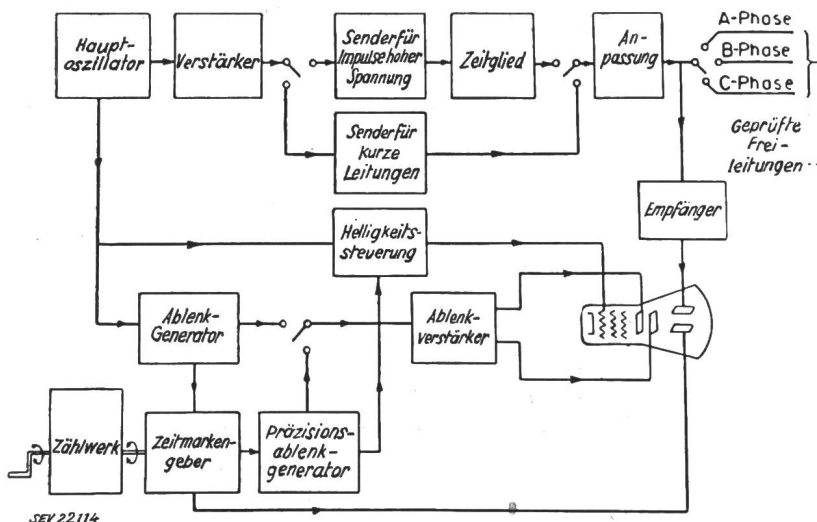 Haupt-
oszillator
Verstärker
Sender für
Impulse hoher
Spannung
Zeitglied
An-
passung
A-Phase
B-Phase
C-Phase
Geprüfte
Frei-
leitungen
Sender für
Kurze
Leitungen
Empfänger
Helligkeits-
steuerung
Ablenk-
Generator
Ablenk-
verstärker
Zählwerk
Zeitmarken-
geber
Präzisions-
ablenk-
generator
SEV 22114